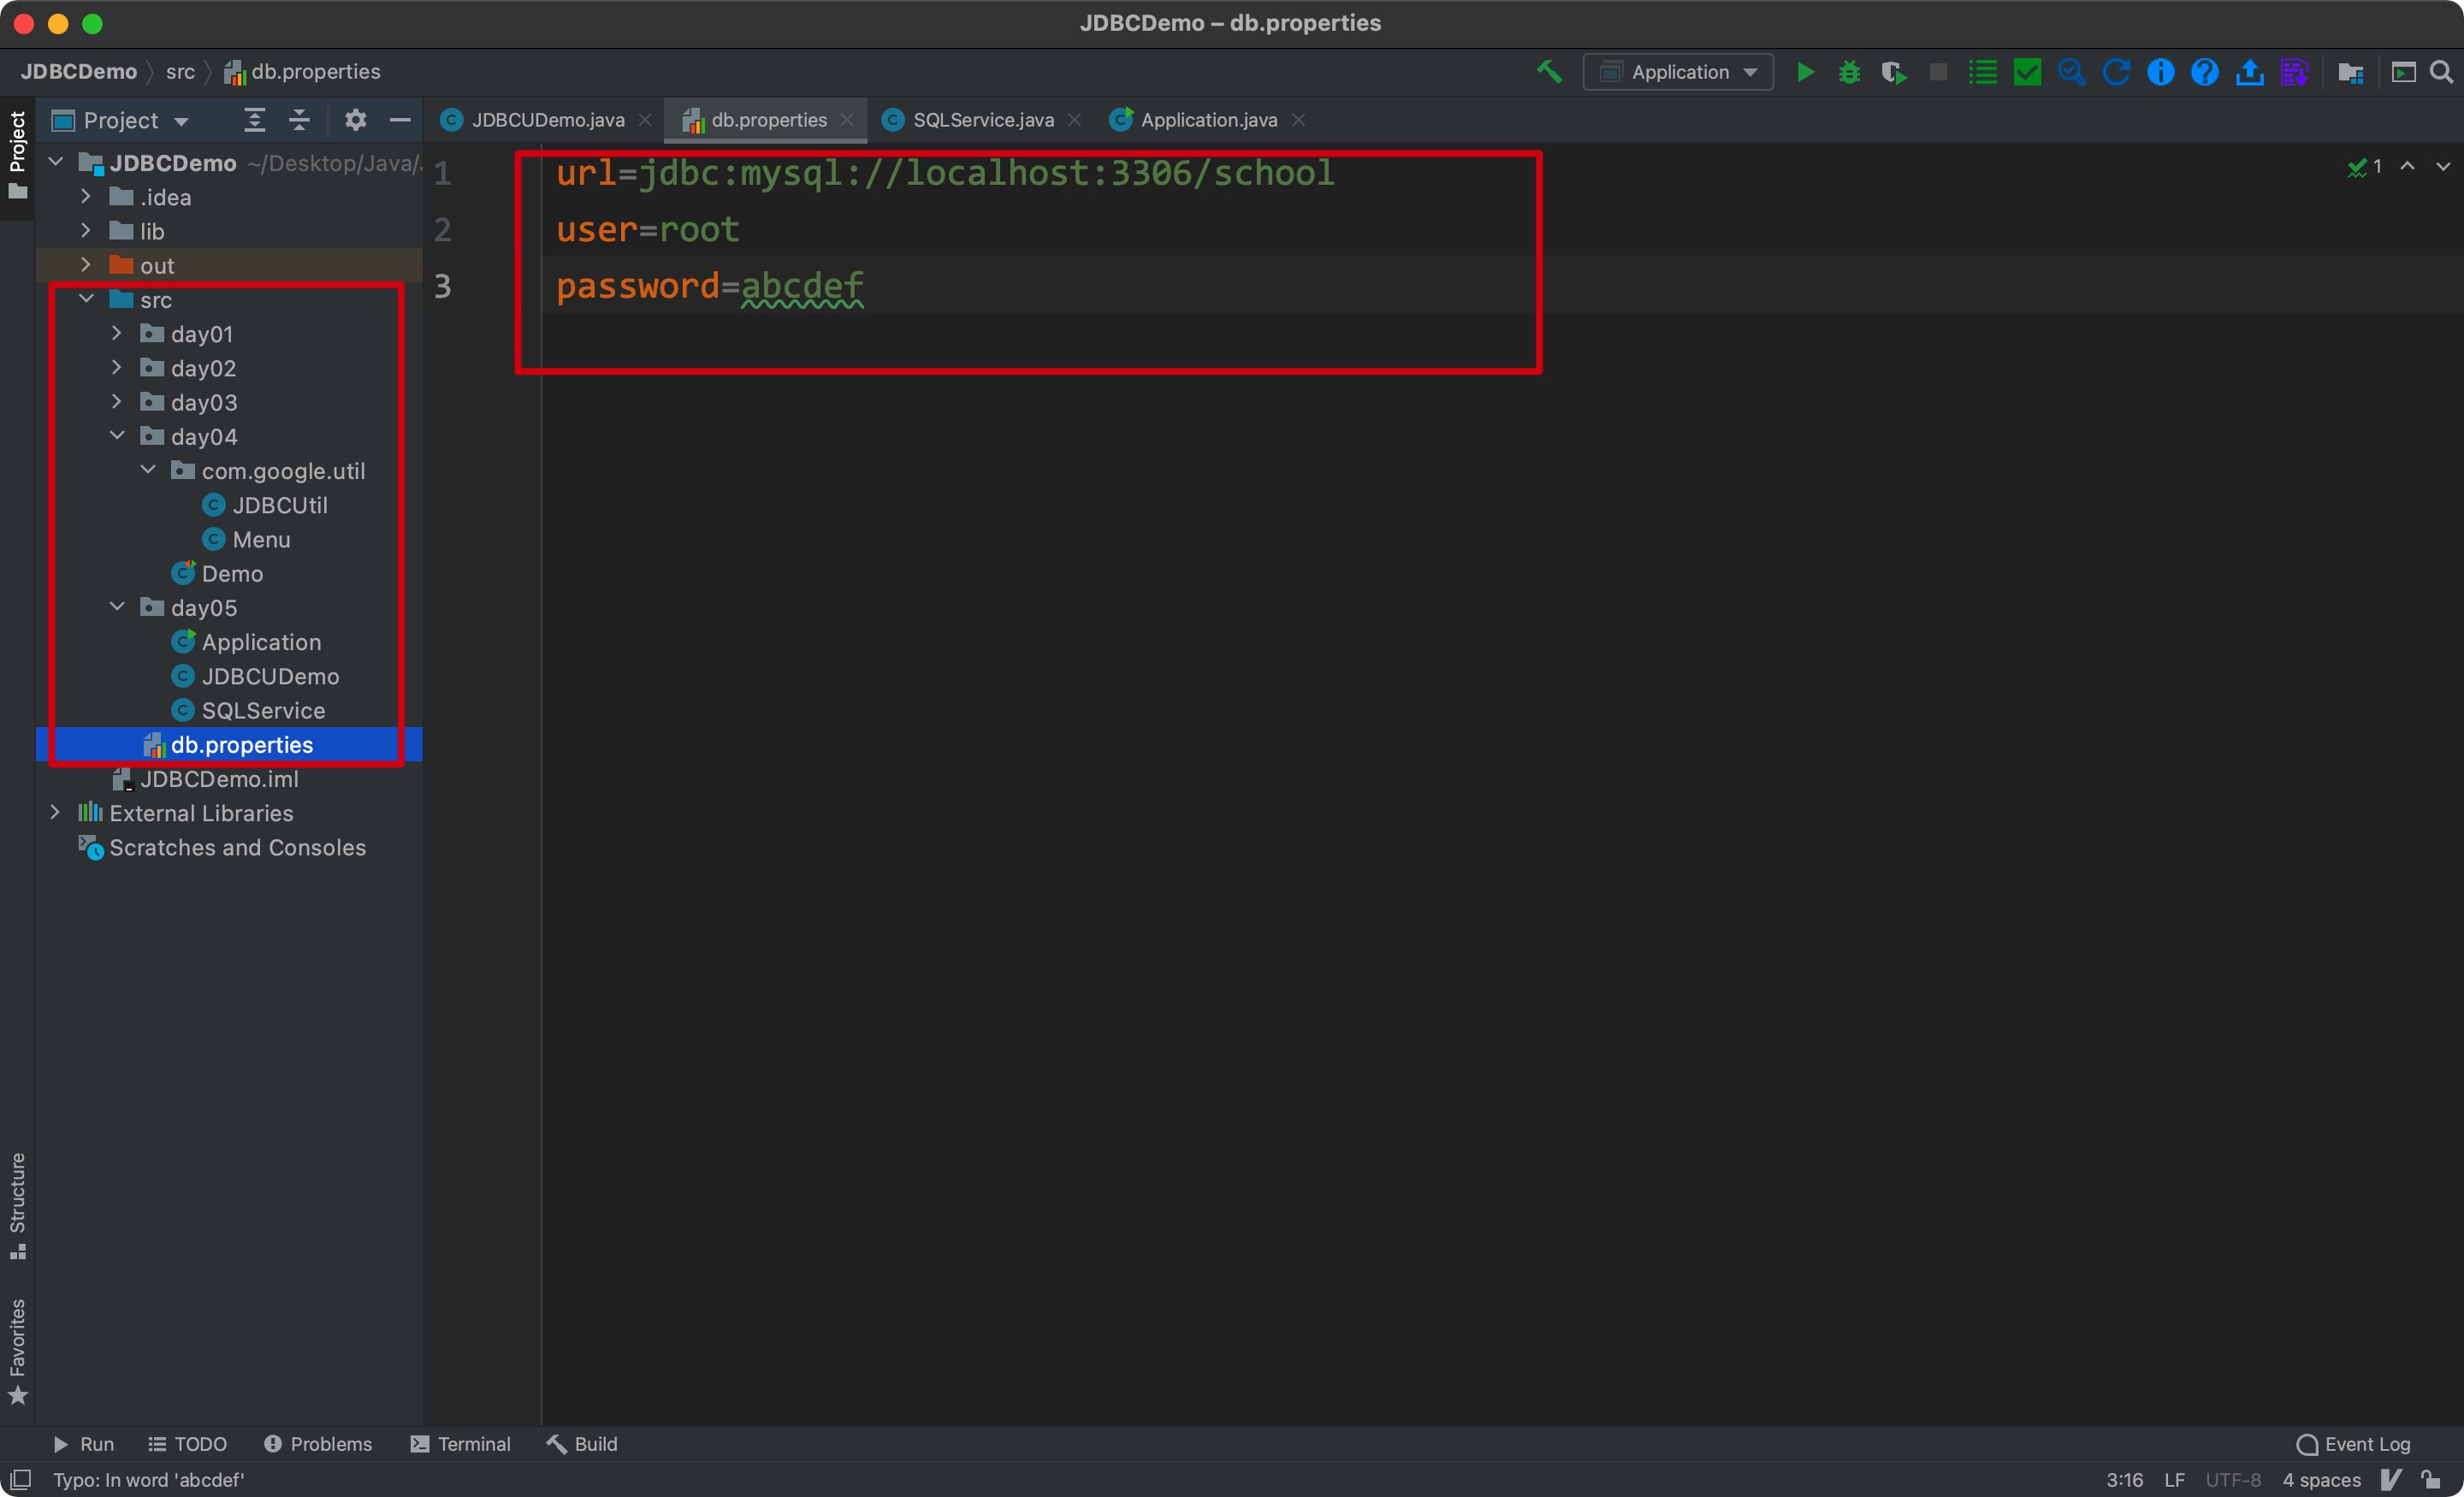 JDBCDemo – db.properties
JDBCDemo src db.properties
Application
Project
Project
JDBCUDemo.java
db.properties
SQLService.java
Application.java
JDBCDemo ~/Desktop/Java/
.idea
lib
out
src
day01
day02
day03
day04
com.google.util
JDBCUtil
Menu
Demo
day05
Application
JDBCUDemo
SQLService
db.properties
JDBCDemo.iml
External Libraries
Scratches and Consoles
1 url=jdbc:mysql://localhost:3306/school
2 user=root
3 password=abcdef
1
Structure
Favorites
Run
TODO
Problems
Terminal
Build
Event Log
Typo: In word 'abcdef'
3:16 LF UTF-8 4 spaces